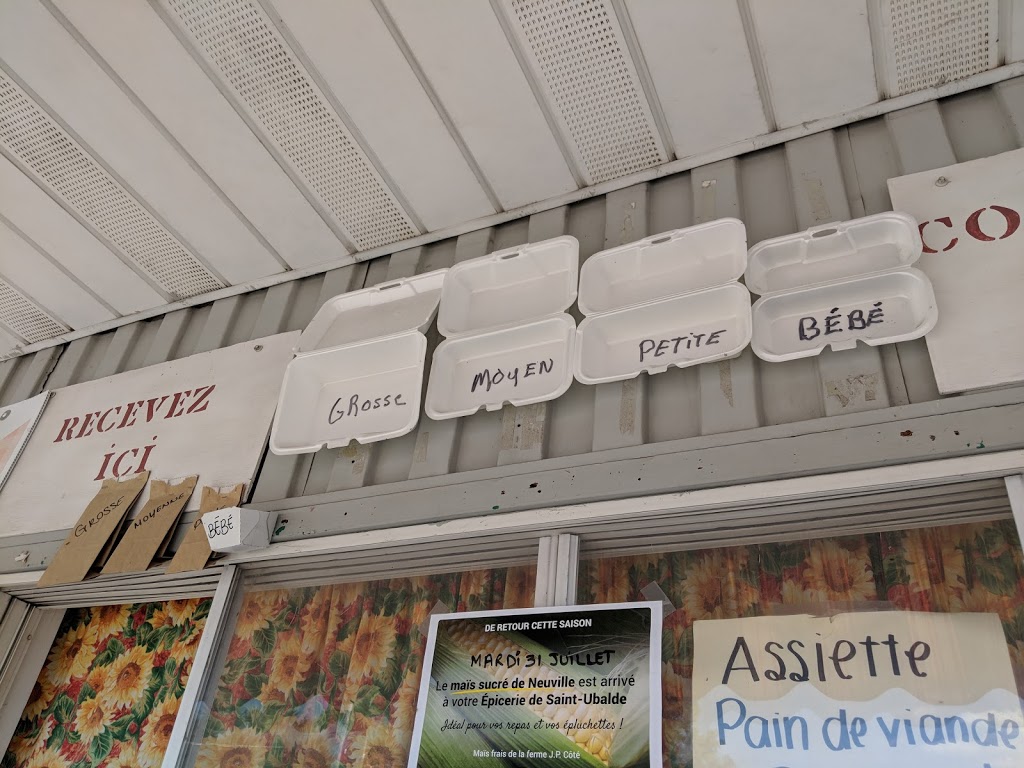 RECEVEZ
iCi
GROSSE
MOYENNE
BÉBÉ
GROSSE
MOYEN
PETITE
BÉBÉ
CO
DE RETOUR CETTE SAISON
MARDi 31 JUILLET
Le maïs sucré de Neuville est arrivé
à votre Épicerie de Saint-Ubalde
Idéal pour vos repas et vos épluchettes !
Maïs frais de la ferme J.P. Côté
Assiette
Pain de viande